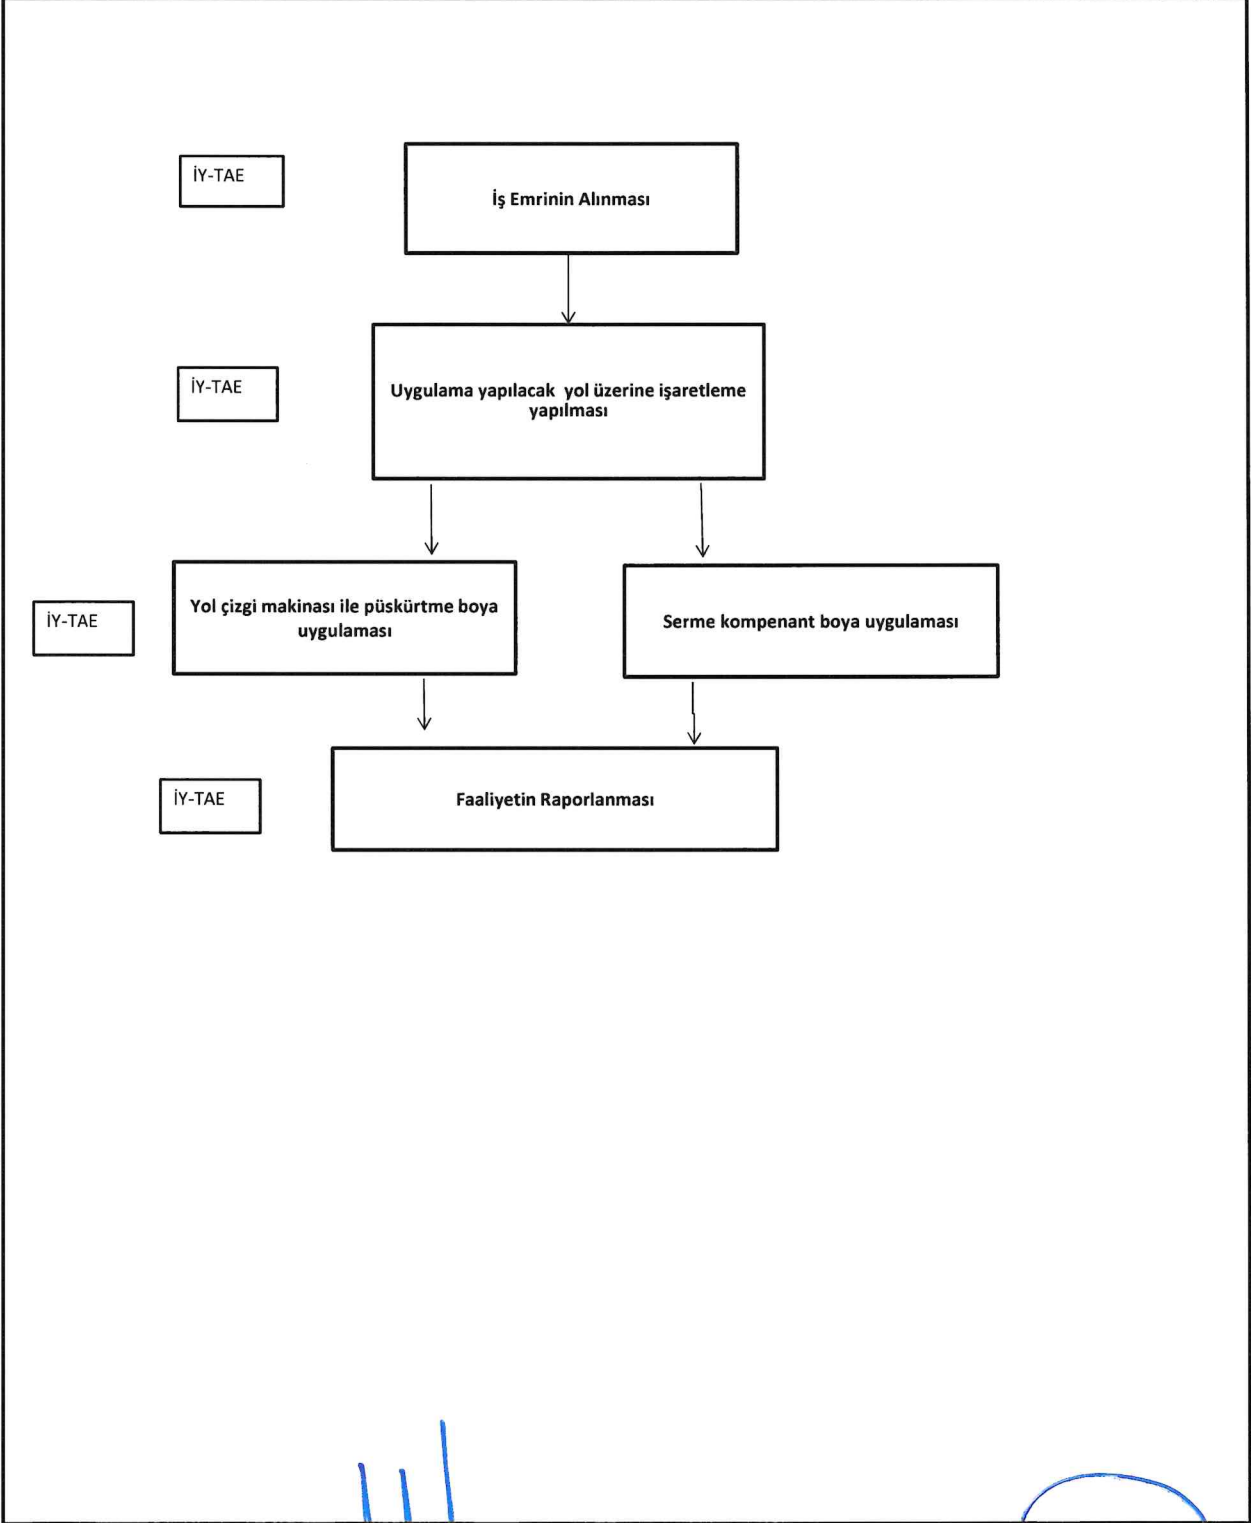 İY-TAE
İş Emrinin Alınması
İY-TAE
Uygulama yapılacak yol üzerine işaretleme
yapılması
İY-TAE
Yol çizgi makinası ile püskürtme boya
uygulaması
Serme kompenant boya uygulaması
İY-TAE
Faaliyetin Raporlanması